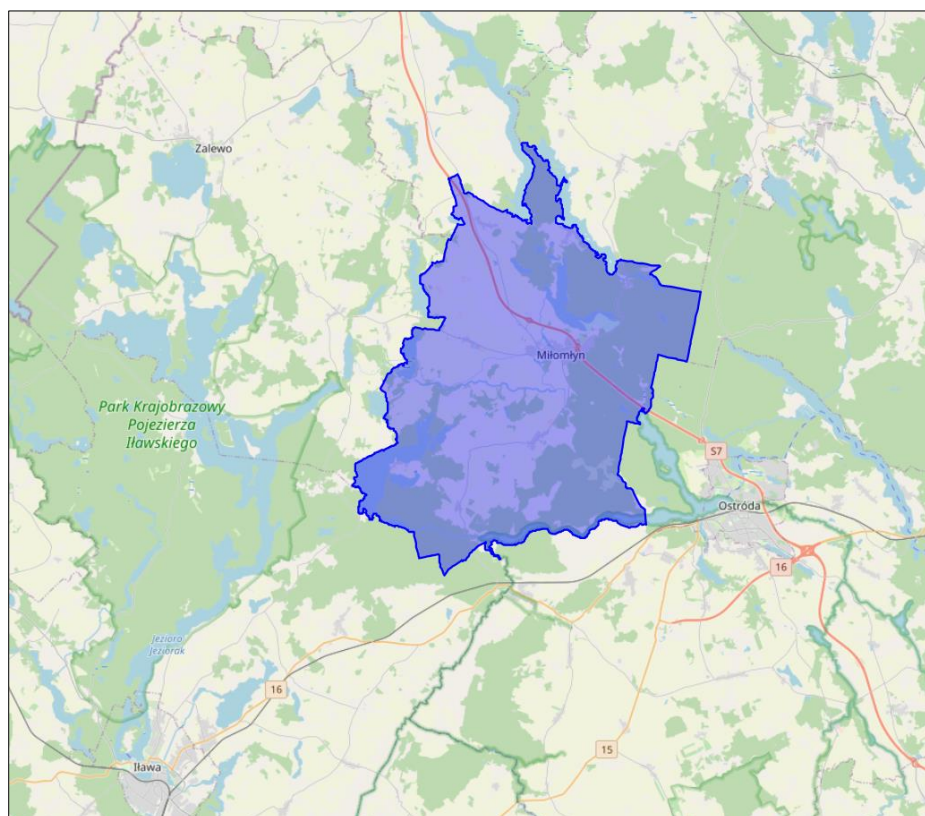 Zalewo
Miłomłyn
Park Krajobrazowy
Pojezierza
Iławskiego
S7
Ostróda
16
Jezioro
Jeziorak
16
15
Iława